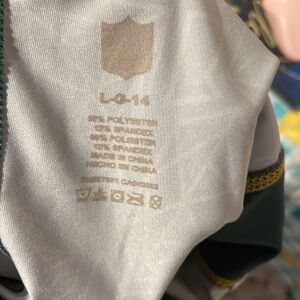 L-G-14
88% POLYESTER
12% SPANDEX
88% POLYESTER
12% SPANDEX
MADE IN CHINA
HECHO EN CHINA